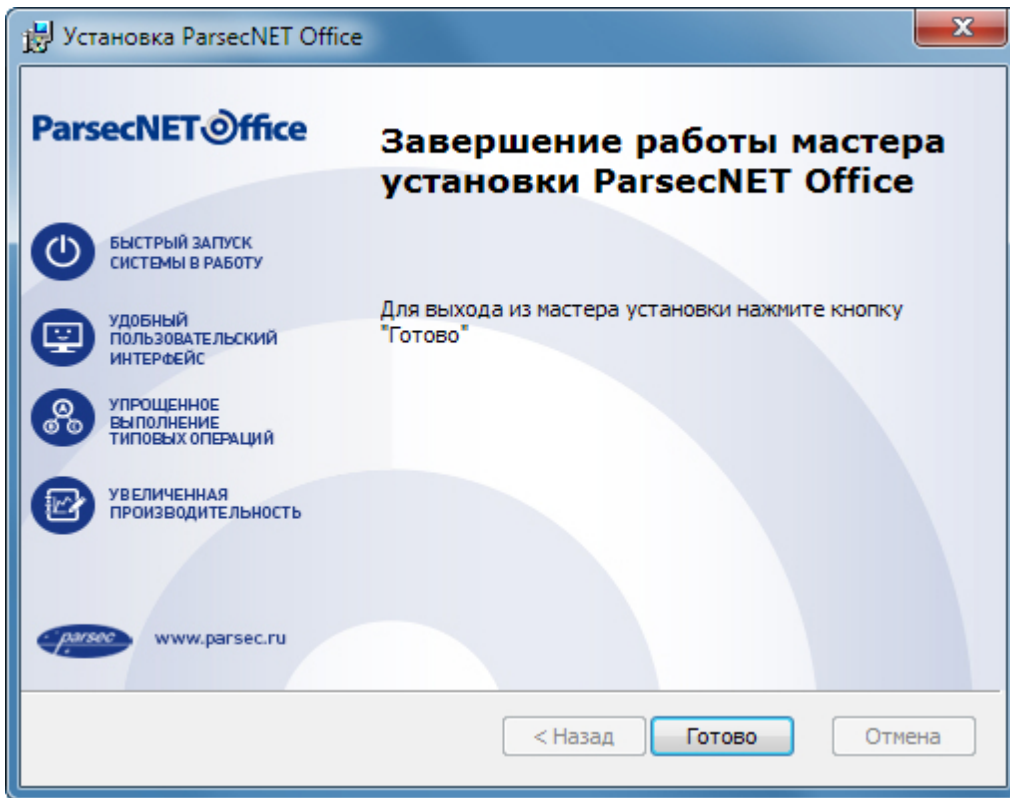 Установка ParsecNET Office
ParsecNET Office
Завершение работы мастера
установки ParsecNET Office
БЫСТРЫЙ ЗАПУСК
СИСТЕМЫ В РАБОТУ
Для выхода из мастера установки нажмите кнопку
"Готово"
УДОБНЫЙ
ПОЛЬЗОВАТЕЛЬСКИЙ
ИНТЕРФЕЙС
УПРОЩЕННОЕ
ВЫПОЛНЕНИЕ
ТИПОВЫХ ОПЕРАЦИЙ
УВЕЛИЧЕННАЯ
ПРОИЗВОДИТЕЛЬНОСТЬ
parsec www.parsec.ru
< Назад Готово Отмена